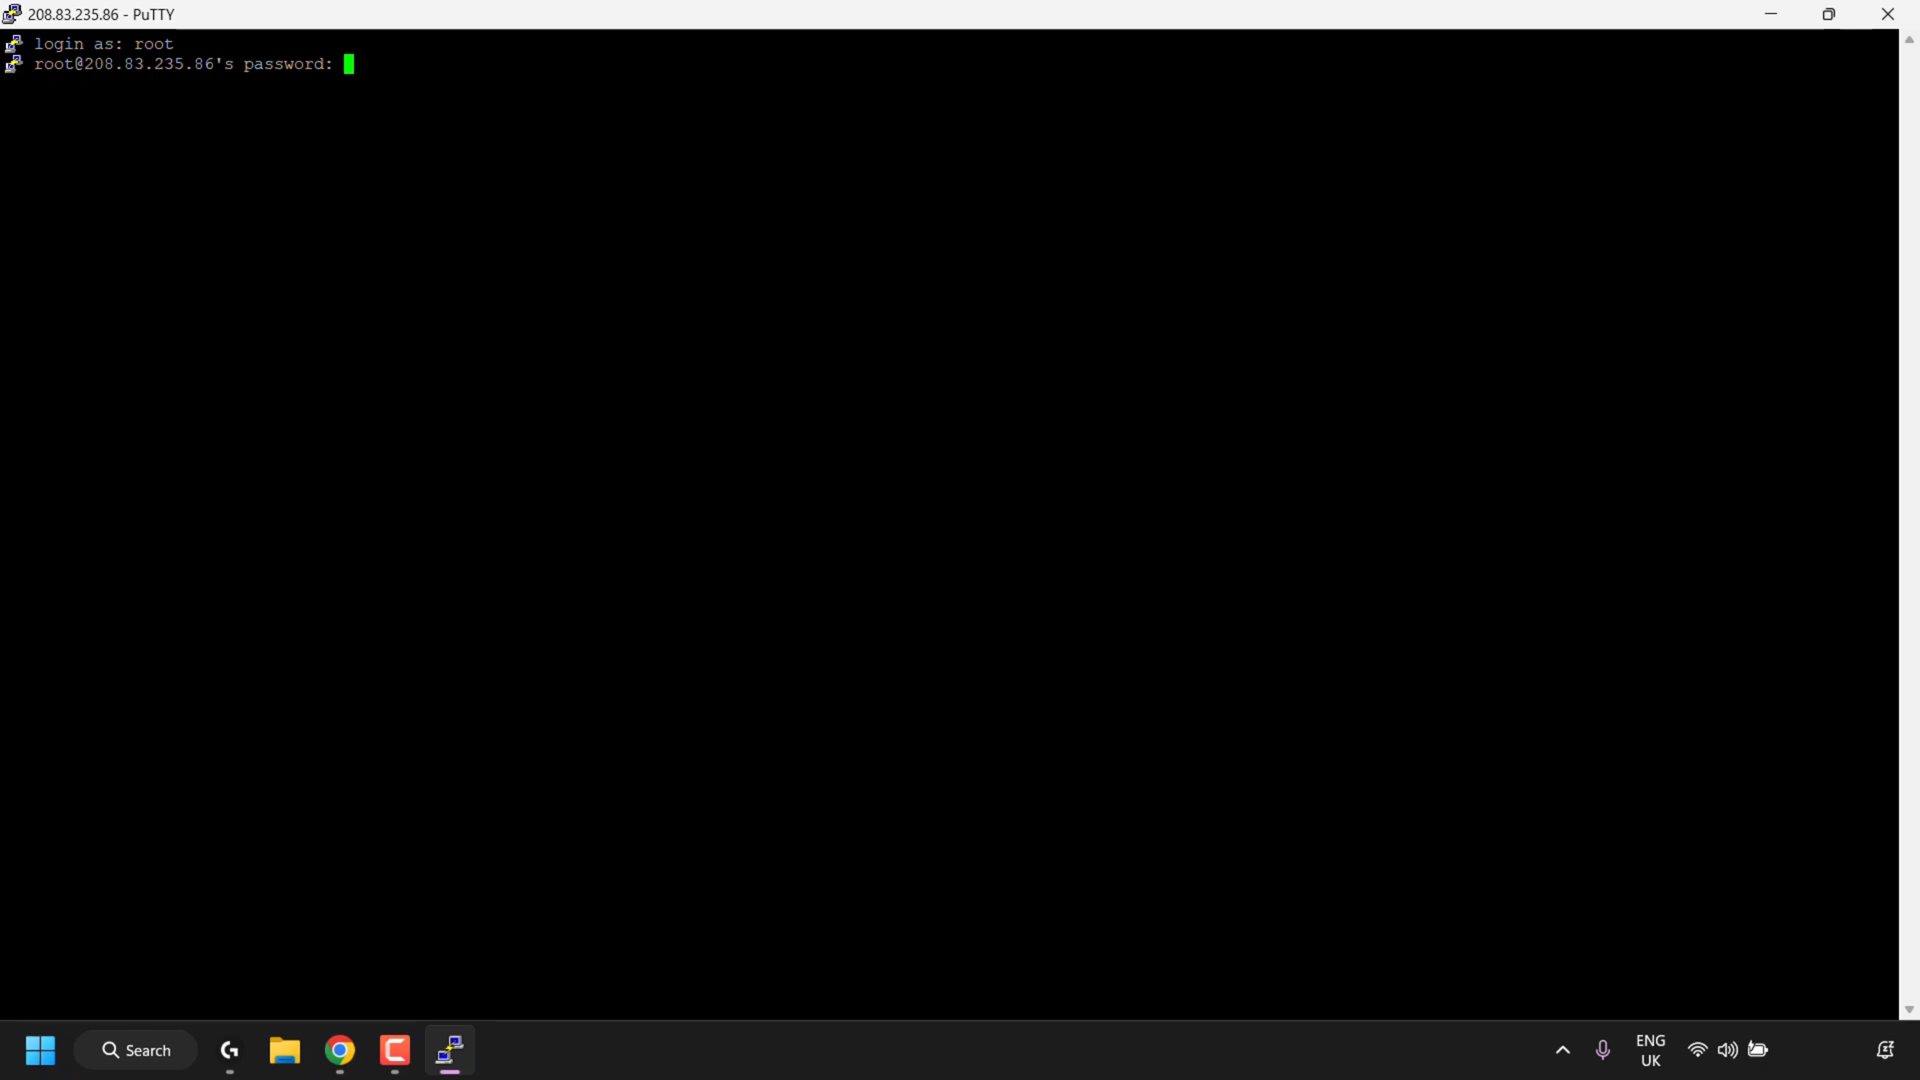 208.83.235.86 - PuTTY
login as: root
root@208.83.235.86's password:
Search
ENG
UK